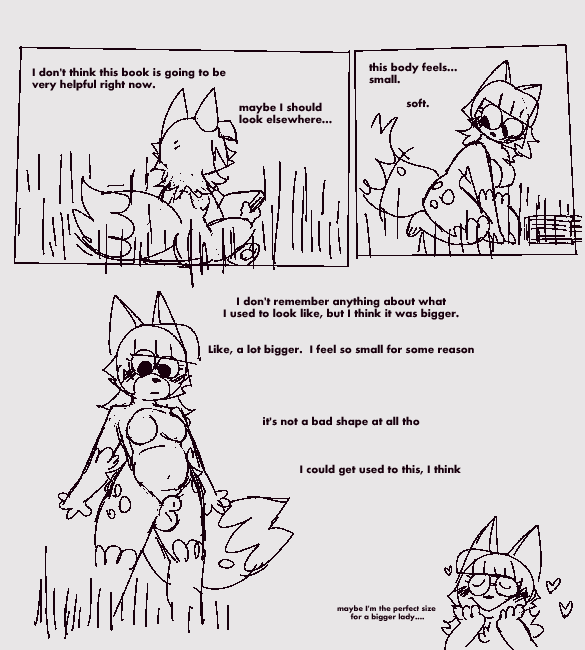 I don't think this book is going to be
very helpful right now.
maybe I should
look elsewhere...
this body feels...
small.
soft.
I don't remember anything about what
I used to look like, but I think it was bigger.
Like, a lot bigger.  I feel so small for some reason
it's not a bad shape at all tho
I could get used to this, I think
maybe I'm the perfect size
for a bigger lady....